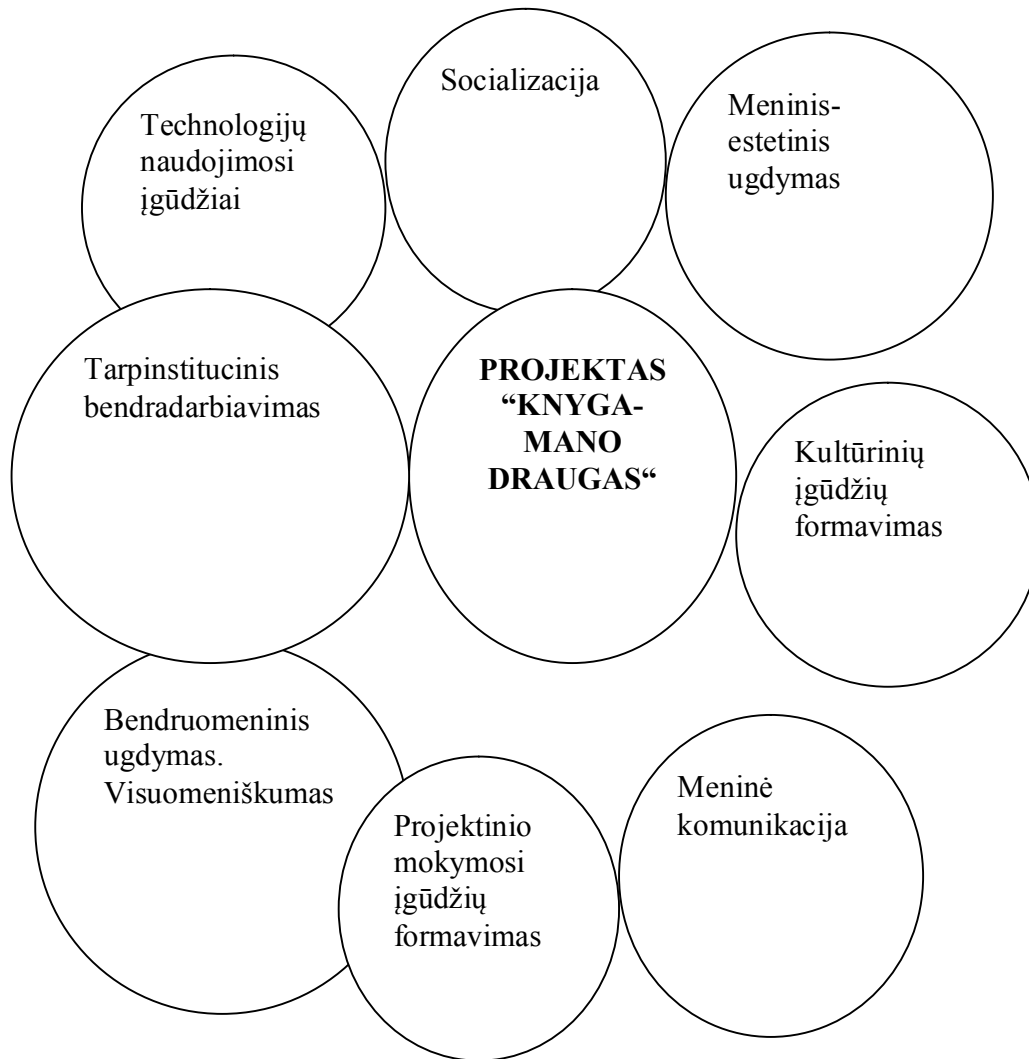 Technologijų
naudojimosi
įgūdžiai
Socializacija
Meninis-
estetinis
ugdymas
Tarpinstitucinis
bendradarbiavimas
PROJEKTAS
“KNYGA-
MANO
DRAUGAS“
Kultūrinių
įgūdžių
formavimas
Bendruomeninis
ugdymas.
Visuomeniškumas
Projektinio
mokymosi
įgūdžių
formavimas
Meninė
komunikacija